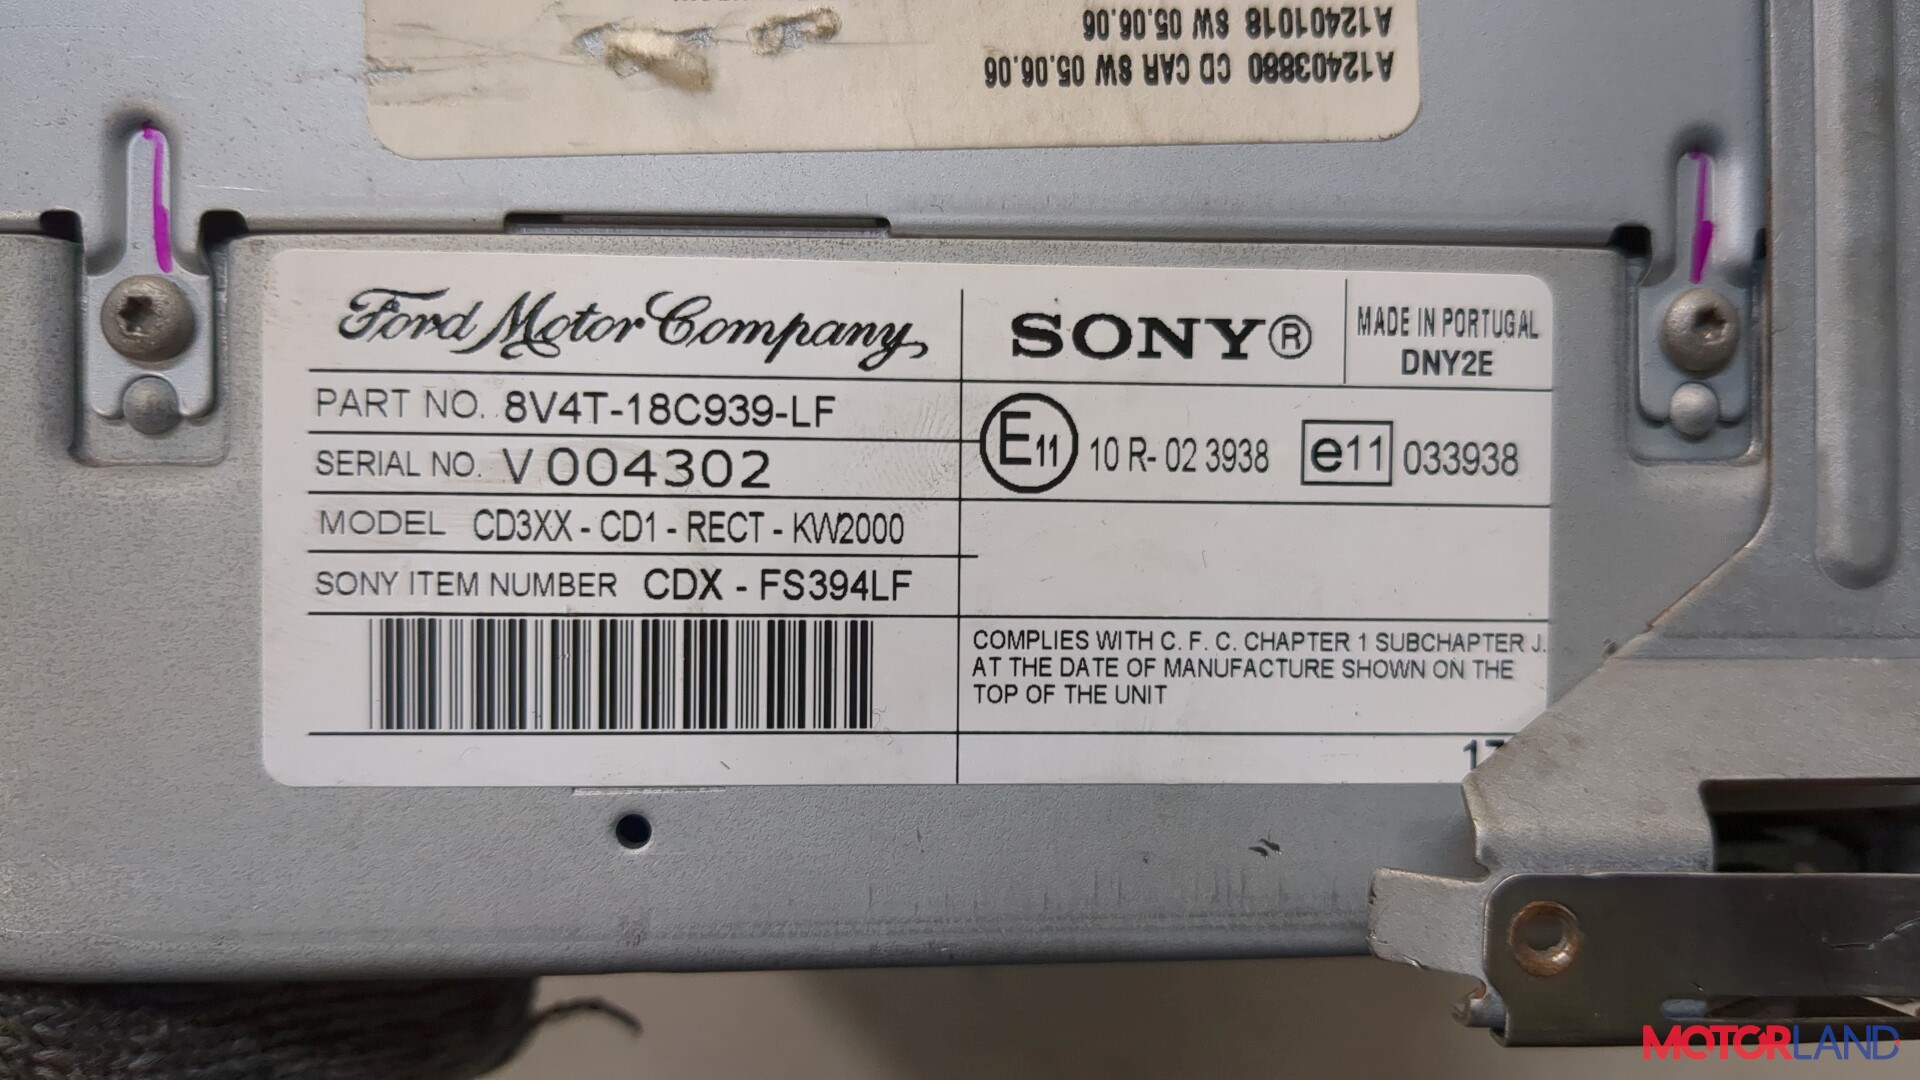 A12401018 SW 05.06.06
A12403880 CD CAR SW 05.06.06
Ford Motor Company
SONY®
MADE IN PORTUGAL
DNY2E
PART NO. 8V4T-18C939-LF
SERIAL NO. V004302
MODEL CD3XX - CD1 - RECT - KW2000
SONY ITEM NUMBER CDX - FS394LF
E11 10 R- 02 3938 e11 033938
COMPLIES WITH C. F. C. CHAPTER 1 SUBCHAPTER J.
AT THE DATE OF MANUFACTURE SHOWN ON THE
TOP OF THE UNIT
MOTORLAND